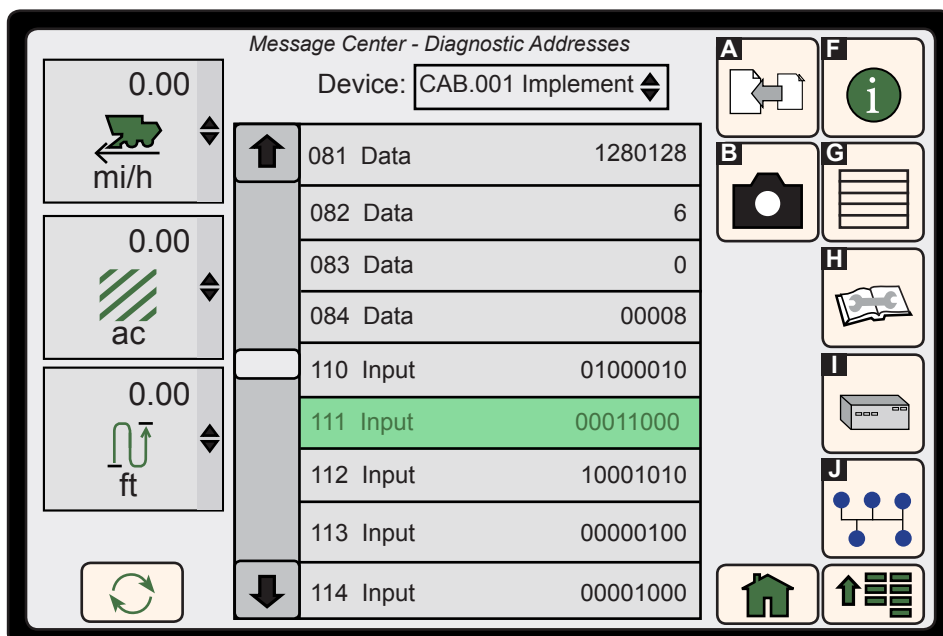 Message Center - Diagnostic Addresses
Device: CAB.001 Implement
0.00
mi/h
0.00
ac
0.00
ft
081 Data 1280128
082 Data 6
083 Data 0
084 Data 00008
110 Input 01000010
111 Input 00011000
112 Input 10001010
113 Input 00000100
114 Input 00001000
A
F
i
B
G
H
I
J